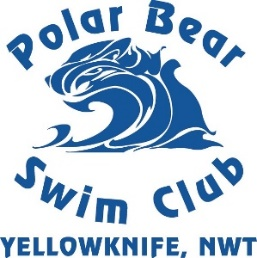 Polar Bear
Swim Club
YELLOWKNIFE, NWT